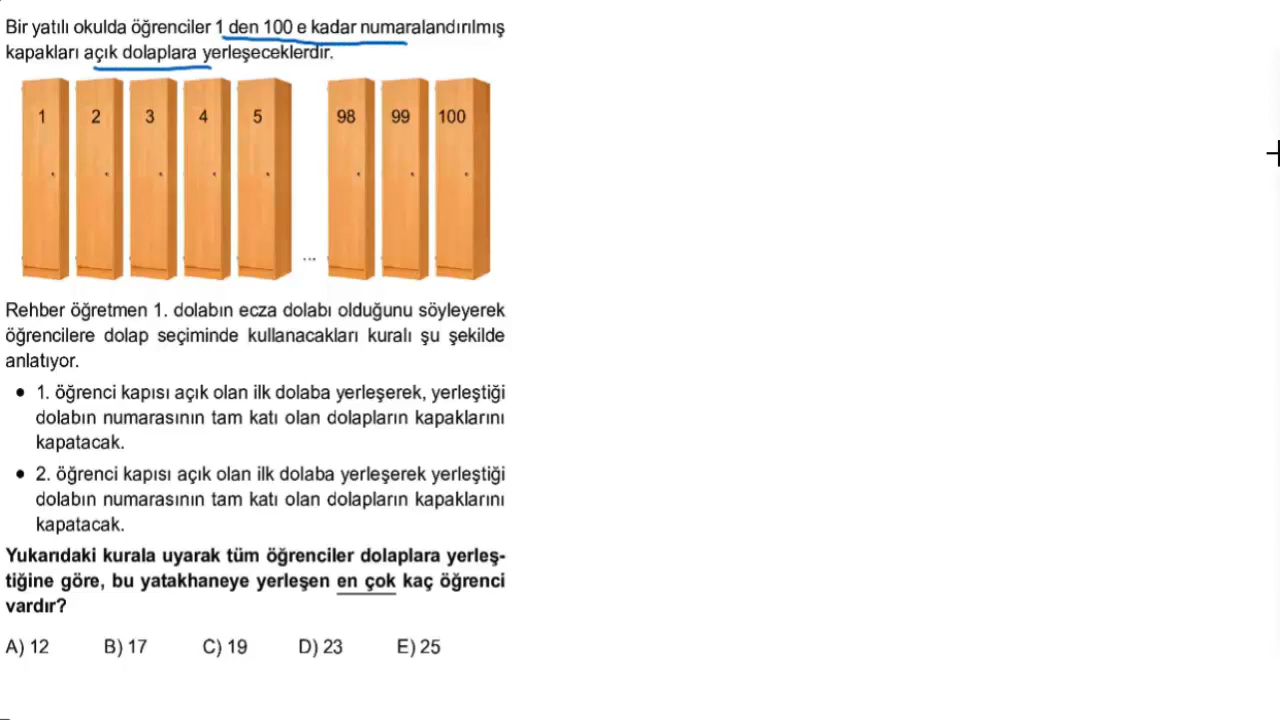 Bir yatılı okulda öğrenciler 1 den 100 e kadar numaralandırılmış
kapakları açık dolaplara yerleşeceklerdir.
1 2 3 4 5 ... 98 99 100
Rehber öğretmen 1. dolabın ecza dolabı olduğunu söyleyerek
öğrencilere dolap seçiminde kullanacakları kuralı şu şekilde
anlatıyor.
• 1. öğrenci kapısı açık olan ilk dolaba yerleşerek, yerleştiği
dolabın numarasının tam katı olan dolapların kapaklarını
kapatacak.
• 2. öğrenci kapısı açık olan ilk dolaba yerleşerek yerleştiği
dolabın numarasının tam katı olan dolapların kapaklarını
kapatacak.
Yukarıdaki kurala uyarak tüm öğrenciler dolaplara yerleş-
tiğine göre, bu yatakhaneye yerleşen en çok kaç öğrenci
vardır?
A) 12 B) 17 C) 19 D) 23 E) 25